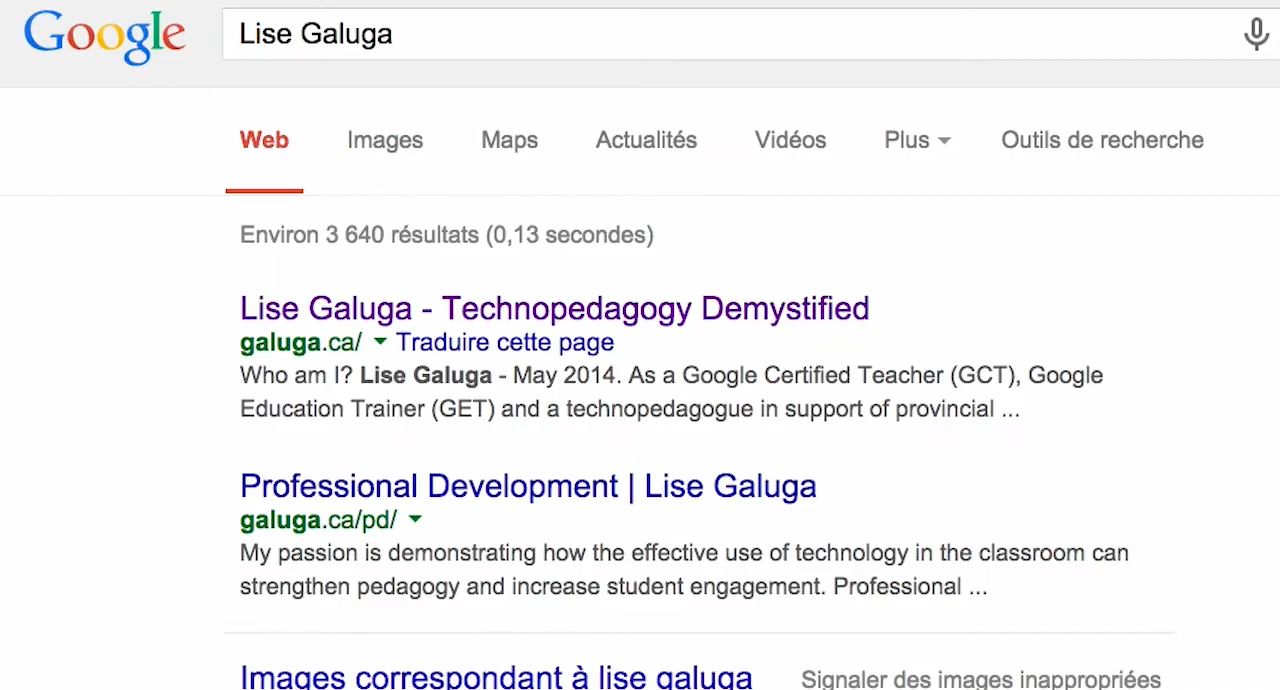 Google
Lise Galuga
Web Images Maps Actualités Vidéos Plus Outils de recherche
Environ 3 640 résultats (0,13 secondes)
Lise Galuga - Technopedagogy Demystified
galuga.ca/ Traduire cette page
Who am I? Lise Galuga - May 2014. As a Google Certified Teacher (GCT), Google
Education Trainer (GET) and a technopedagogue in support of provincial ...
Professional Development | Lise Galuga
galuga.ca/pd/
My passion is demonstrating how the effective use of technology in the classroom can
strengthen pedagogy and increase student engagement. Professional ...
Images correspondant à lise galuga Signaler des images inappropriées